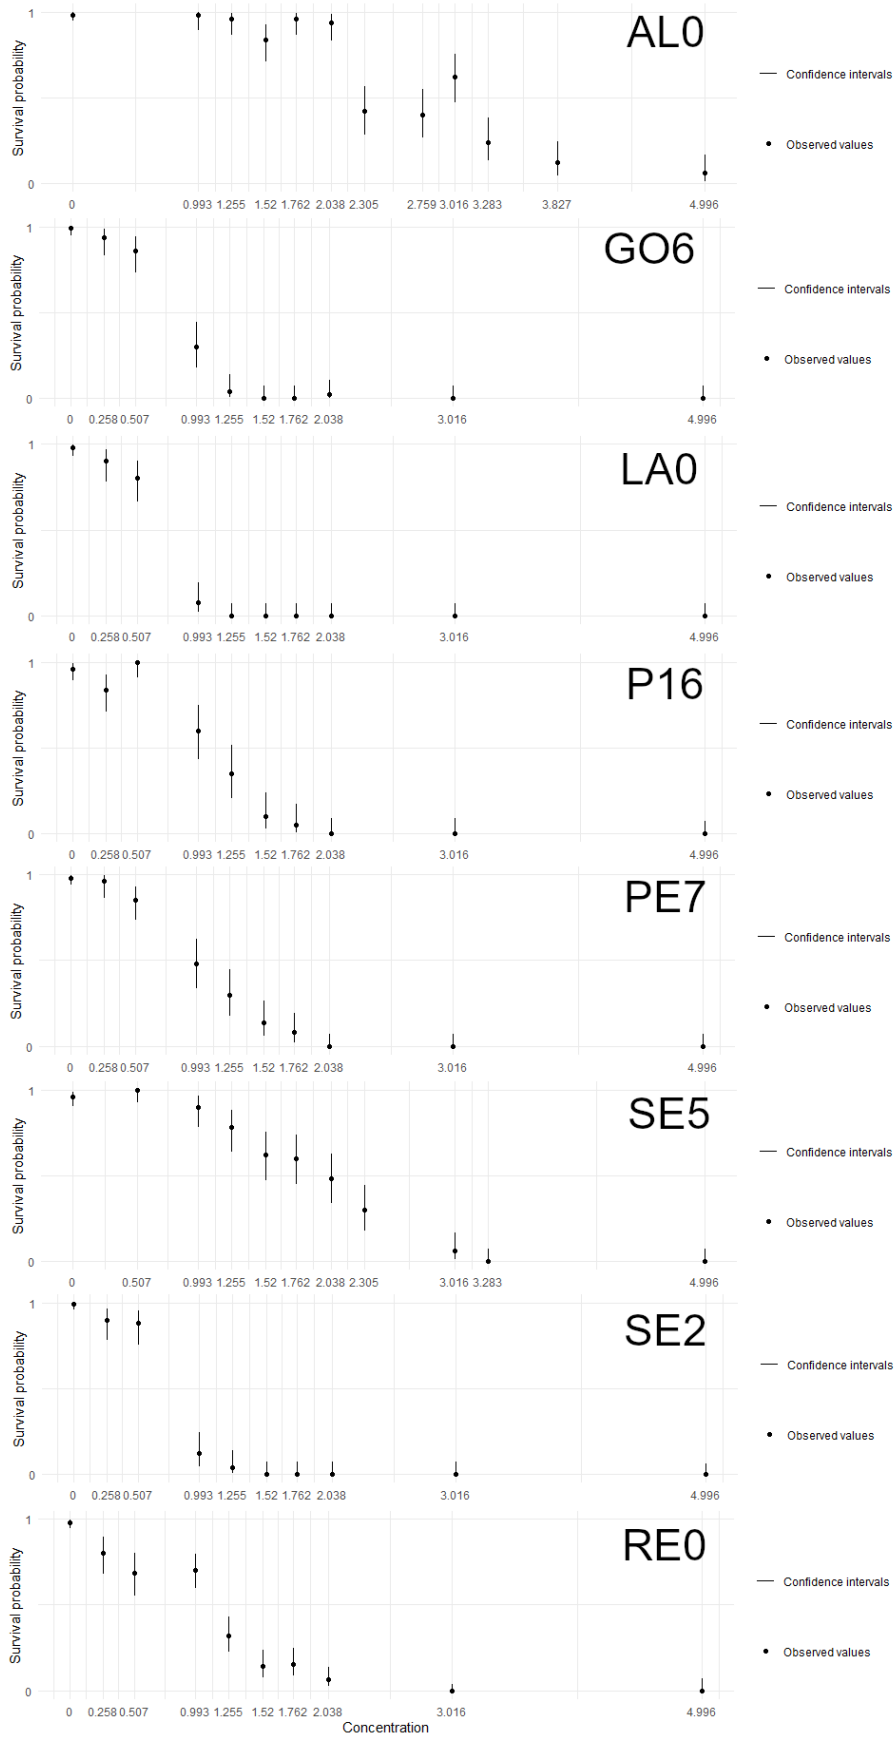 1
AL0
Survival probability
Confidence intervals
Observed values
0
0 0.993 1.255 1.52 1.762 2.038 2.305 2.759 3.016 3.283 3.827 4.996
1
GO6
Survival probability
Confidence intervals
Observed values
0
0 0.258 0.507 0.993 1.255 1.52 1.762 2.038 3.016 4.996
1
LA0
Survival probability
Confidence intervals
Observed values
0
0 0.258 0.507 0.993 1.255 1.52 1.762 2.038 3.016 4.996
1
P16
Survival probability
Confidence intervals
Observed values
0
0 0.258 0.507 0.993 1.255 1.52 1.762 2.038 3.016 4.996
1
PE7
Survival probability
Confidence intervals
Observed values
0
0 0.258 0.507 0.993 1.255 1.52 1.762 2.038 3.016 4.996
1
SE5
Survival probability
Confidence intervals
Observed values
0
0 0.507 0.993 1.255 1.52 1.762 2.038 2.305 3.016 3.283 4.996
1
SE2
Survival probability
Confidence intervals
Observed values
0
0 0.258 0.507 0.993 1.255 1.52 1.762 2.038 3.016 4.996
1
RE0
Survival probability
Confidence intervals
Observed values
0
0 0.258 0.507 0.993 1.255 1.52 1.762 2.038 3.016 4.996
Concentration